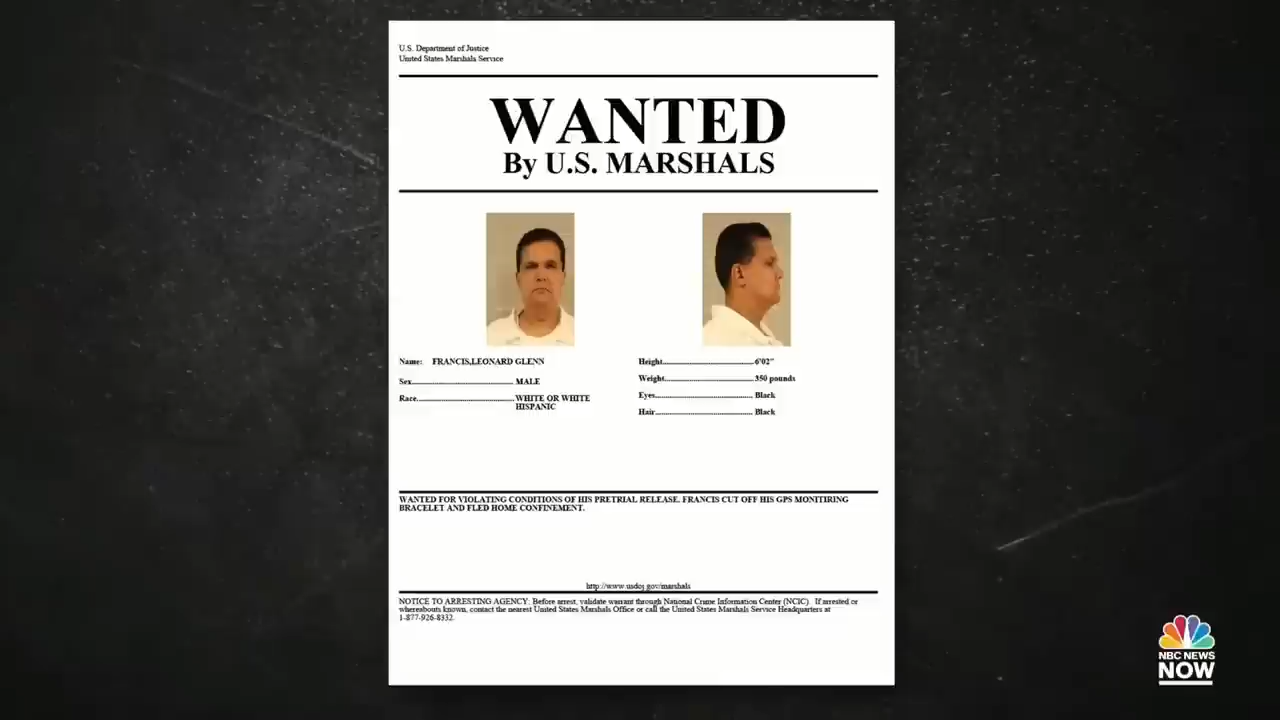 U.S. Department of Justice
United States Marshals Service
WANTED
By U.S. MARSHALS
Name: FRANCIS,LEONARD GLENN
Sex.......................................... MALE
Race........................................WHITE OR WHITE
HISPANIC
Height......................................6'02"
Weight.....................................350 pounds
Eyes........................................ Black
Hair........................................ Black
WANTED FOR VIOLATING CONDITIONS OF HIS PRETRIAL RELEASE. FRANCIS CUT OFF HIS GPS MONITIRING
BRACELET AND FLED HOME CONFINEMENT.
http://www.usdoj.gov/marshals
NOTICE TO ARRESTING AGENCY: Before arrest, validate warrant through National Crime Information Center (NCIC). If arrested or
whereabouts known, contact the nearest United States Marshals Office or call the United States Marshals Service Headquarters at
1-877-926-8332.
NBC NEWS
NOW